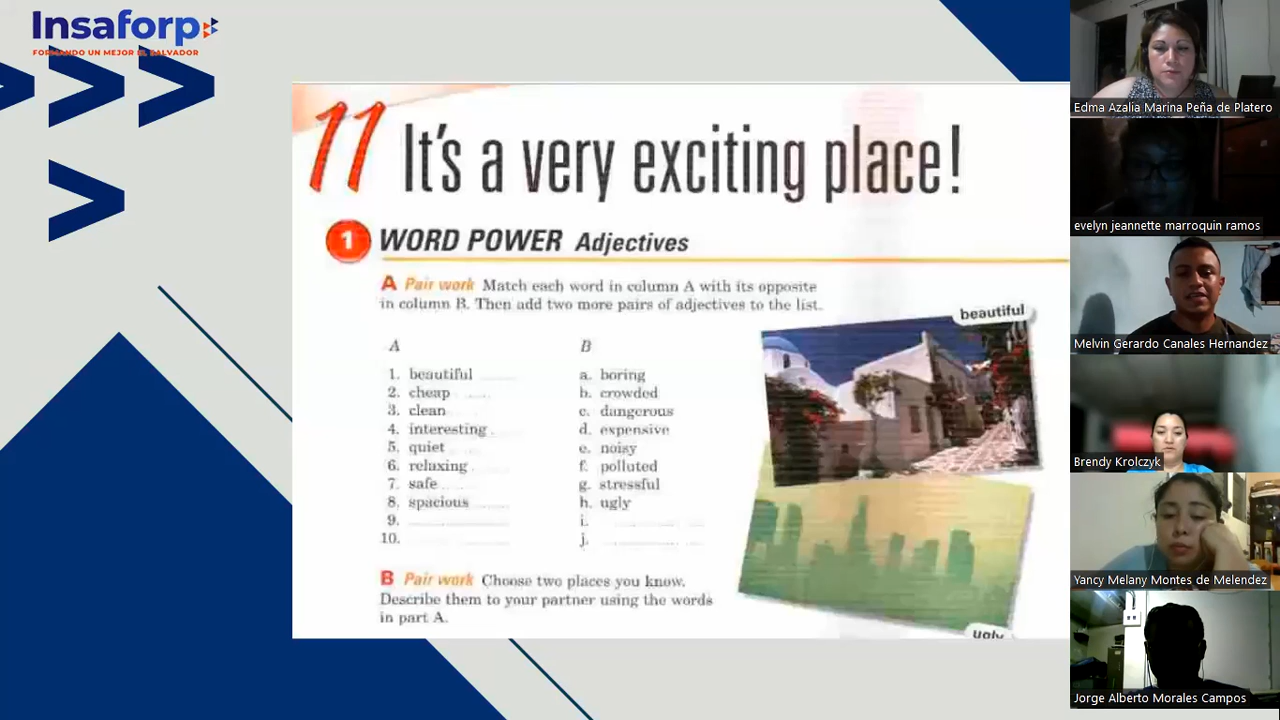 Insaforp
FORMANDO UN MEJOR EL SALVADOR
11 It's a very exciting place!
1 WORD POWER Adjectives
A Pair work Match each word in column A with its opposite
in column B. Then add two more pairs of adjectives to the list.
beautiful
A B
1. beautiful a. boring
2. cheap b. crowded
3. clean c. dangerous
4. interesting d. expensive
5. quiet e. noisy
6. relaxing f. polluted
7. safe g. stressful
8. spacious h. ugly
9. i.
10. j.
B Pair work Choose two places you know.
Describe them to your partner using the words
in part A.
ugly
Edma Azalia Marina Peña de Platero
evelyn jeannette marroquin ramos
Melvin Gerardo Canales Hernandez
Brendy Krolczyk
Yancy Melany Montes de Melendez
Jorge Alberto Morales Campos